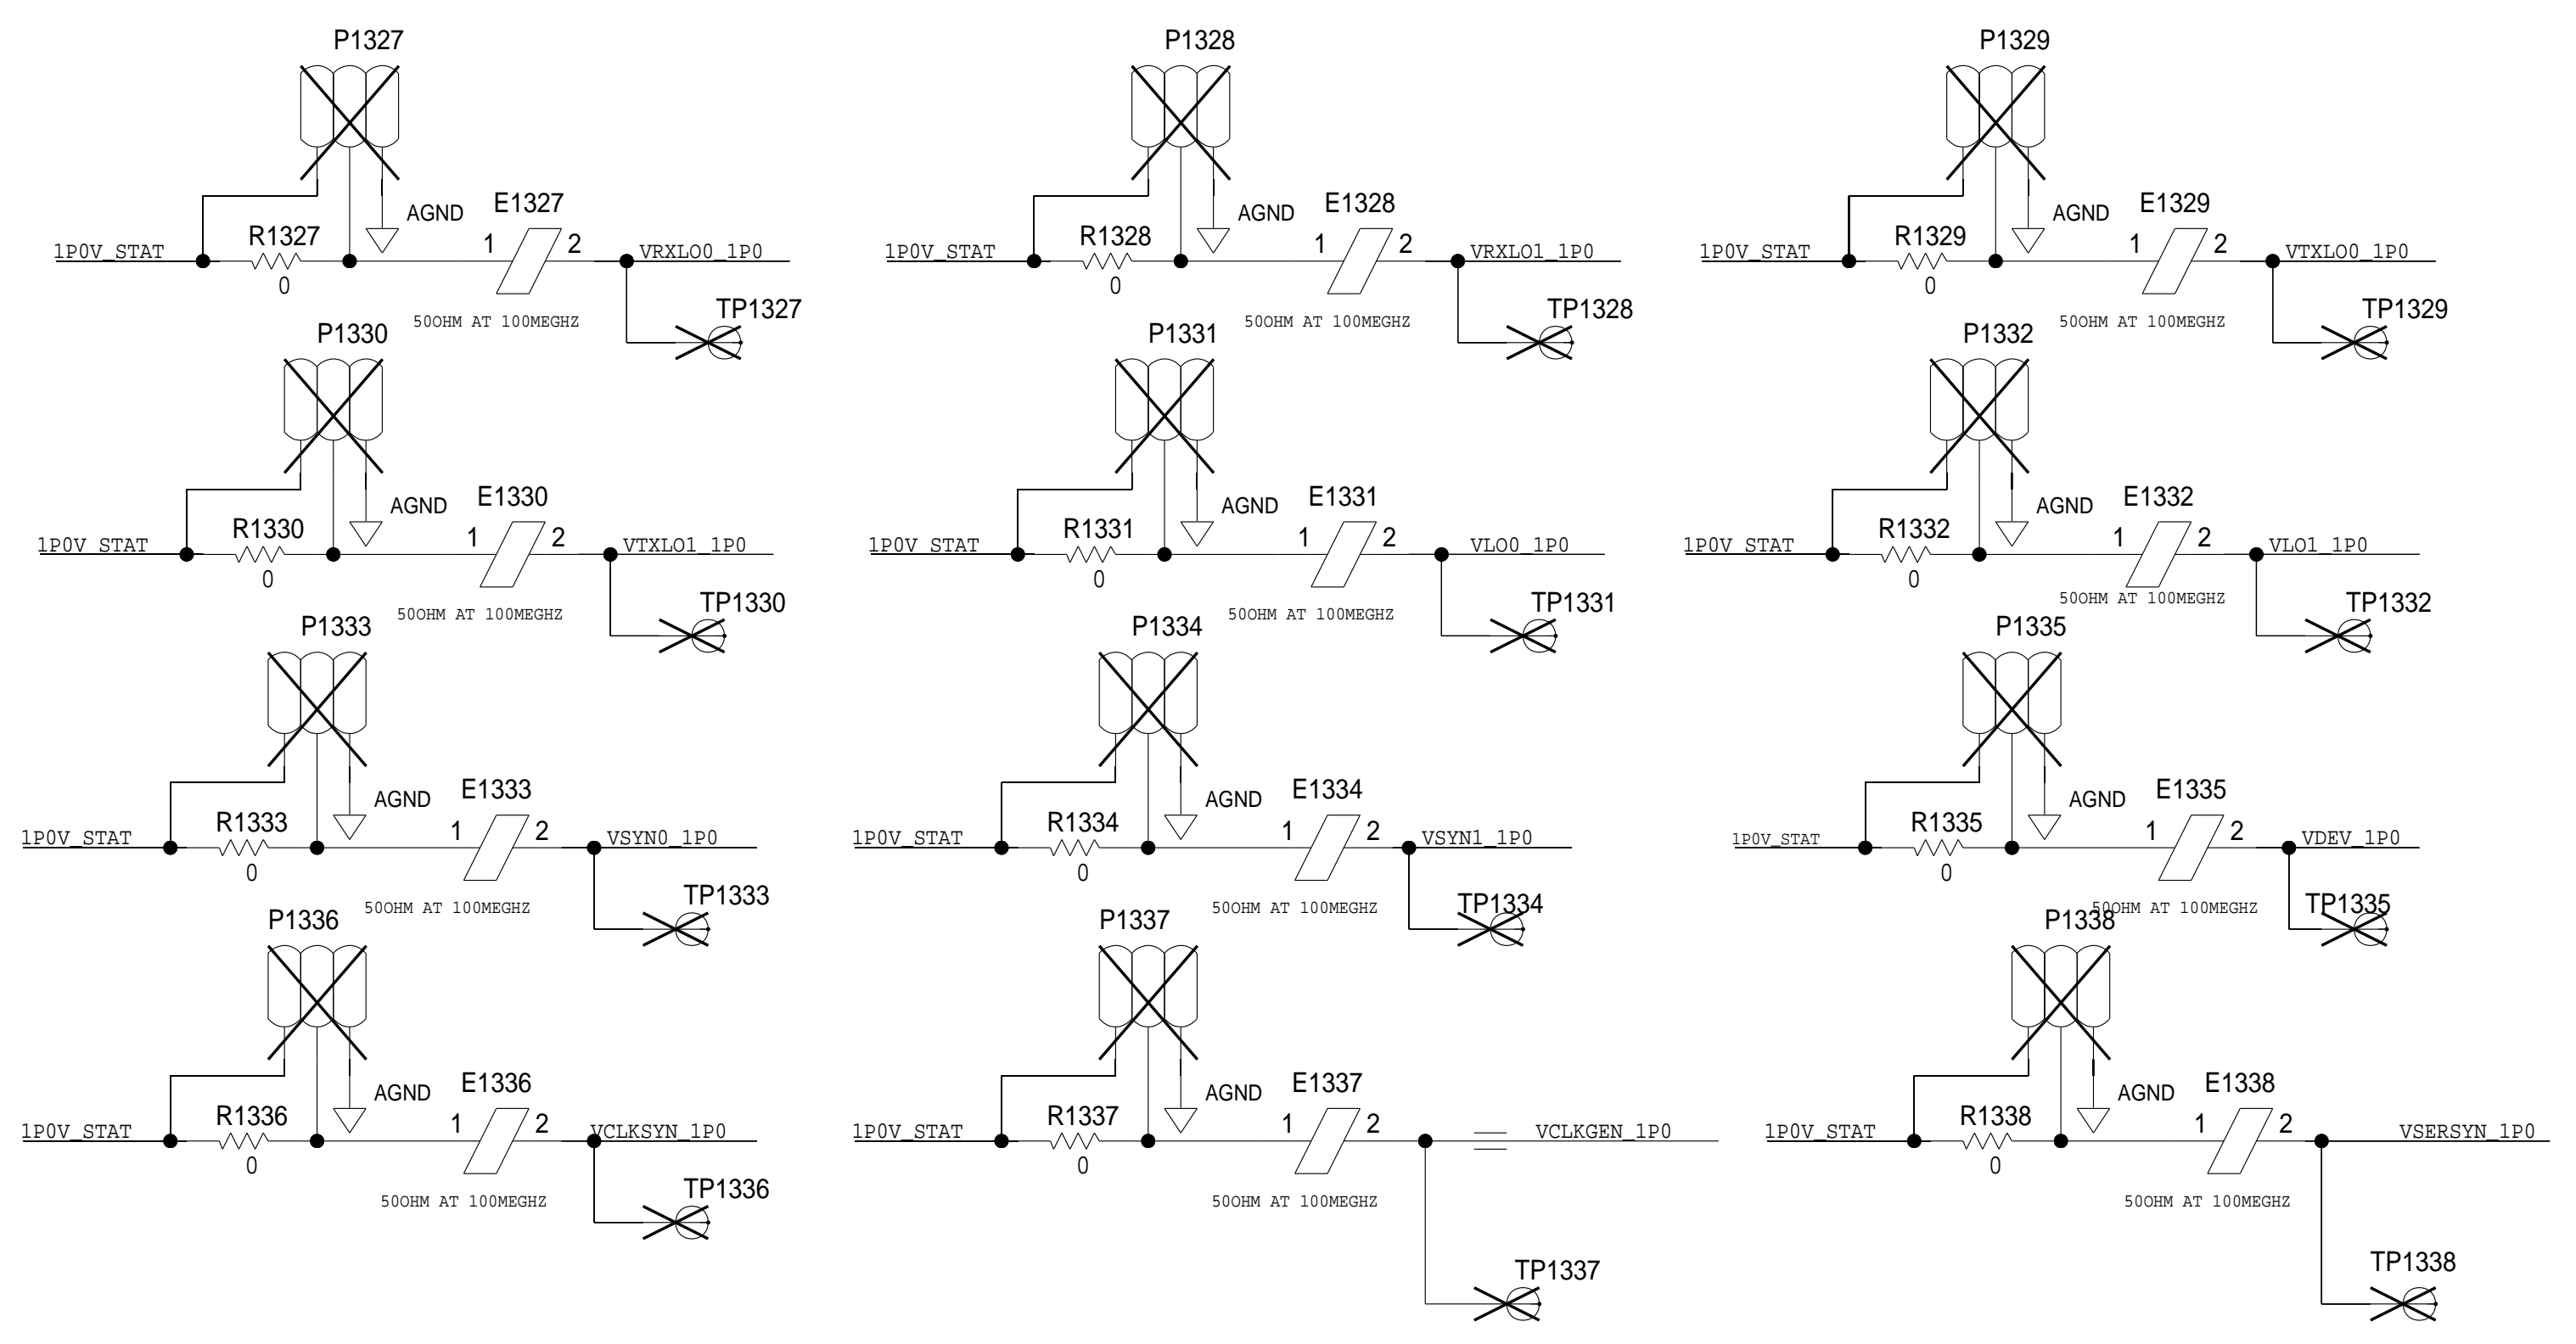 P1327
AGND
E1327
R1327
1 2
1P0V_STAT
VRXLO0_1P0
0
50OHM AT 100MEGHZ
TP1327
P1328
AGND
E1328
R1328
1 2
1P0V_STAT
VRXLO1_1P0
0
50OHM AT 100MEGHZ
TP1328
P1329
AGND
E1329
R1329
1 2
1P0V_STAT
VTXLO0_1P0
0
50OHM AT 100MEGHZ
TP1329
P1330
AGND
E1330
R1330
1 2
1P0V_STAT
VTXLO1_1P0
0
50OHM AT 100MEGHZ
TP1330
P1331
AGND
E1331
R1331
1 2
1P0V_STAT
VLO0_1P0
0
50OHM AT 100MEGHZ
TP1331
P1332
AGND
E1332
R1332
1 2
1P0V_STAT
VLO1_1P0
0
50OHM AT 100MEGHZ
TP1332
P1333
AGND
E1333
R1333
1 2
1P0V_STAT
VSYN0_1P0
0
50OHM AT 100MEGHZ
TP1333
P1334
AGND
E1334
R1334
1 2
1P0V_STAT
VSYN1_1P0
0
50OHM AT 100MEGHZ
TP1334
P1335
AGND
E1335
R1335
1 2
1P0V_STAT
VDEV_1P0
0
50OHM AT 100MEGHZ
TP1335
P1336
AGND
E1336
R1336
1 2
1P0V_STAT
VCLKSYN_1P0
0
50OHM AT 100MEGHZ
TP1336
P1337
AGND
E1337
R1337
1 2
1P0V_STAT
VCLKGEN_1P0
0
50OHM AT 100MEGHZ
TP1337
P1338
AGND
E1338
R1338
1 2
1P0V_STAT
VSERSYN_1P0
0
50OHM AT 100MEGHZ
TP1338